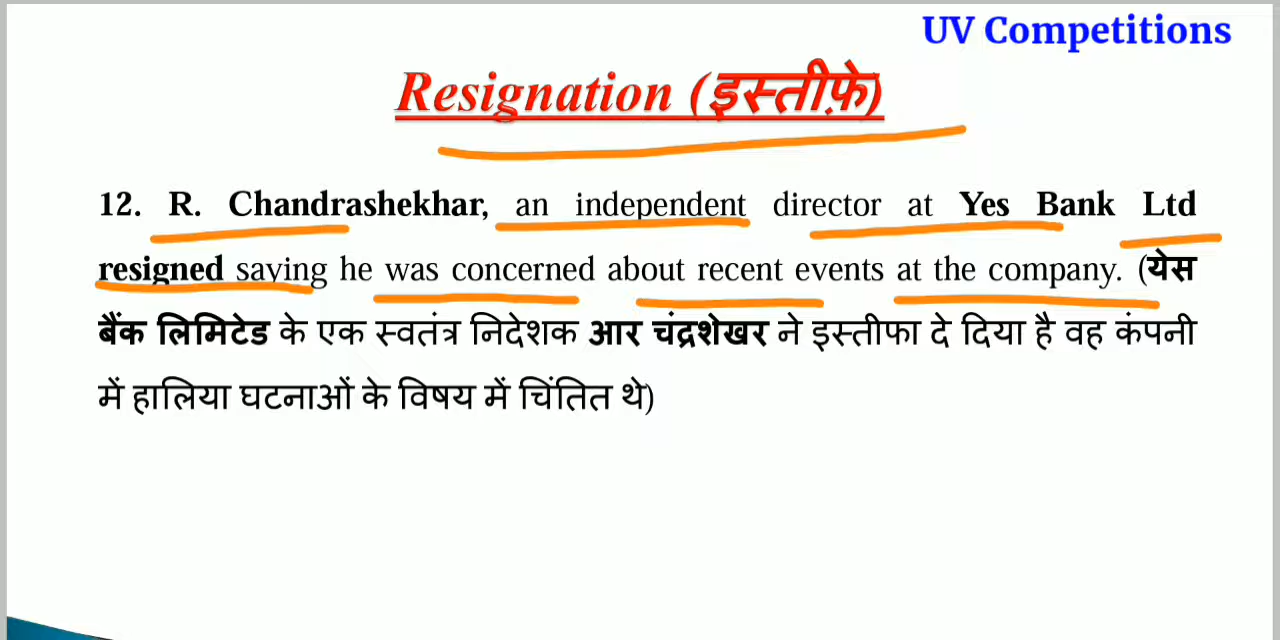 UV Competitions
Resignation (इस्तीफ़े)
12. R. Chandrashekhar, an independent director at Yes Bank Ltd
resigned saying he was concerned about recent events at the company. (येस
बैंक लिमिटेड के एक स्वतंत्र निदेशक आर चंद्रशेखर ने इस्तीफा दे दिया है वह कंपनी
में हालिया घटनाओं के विषय में चिंतित थे)